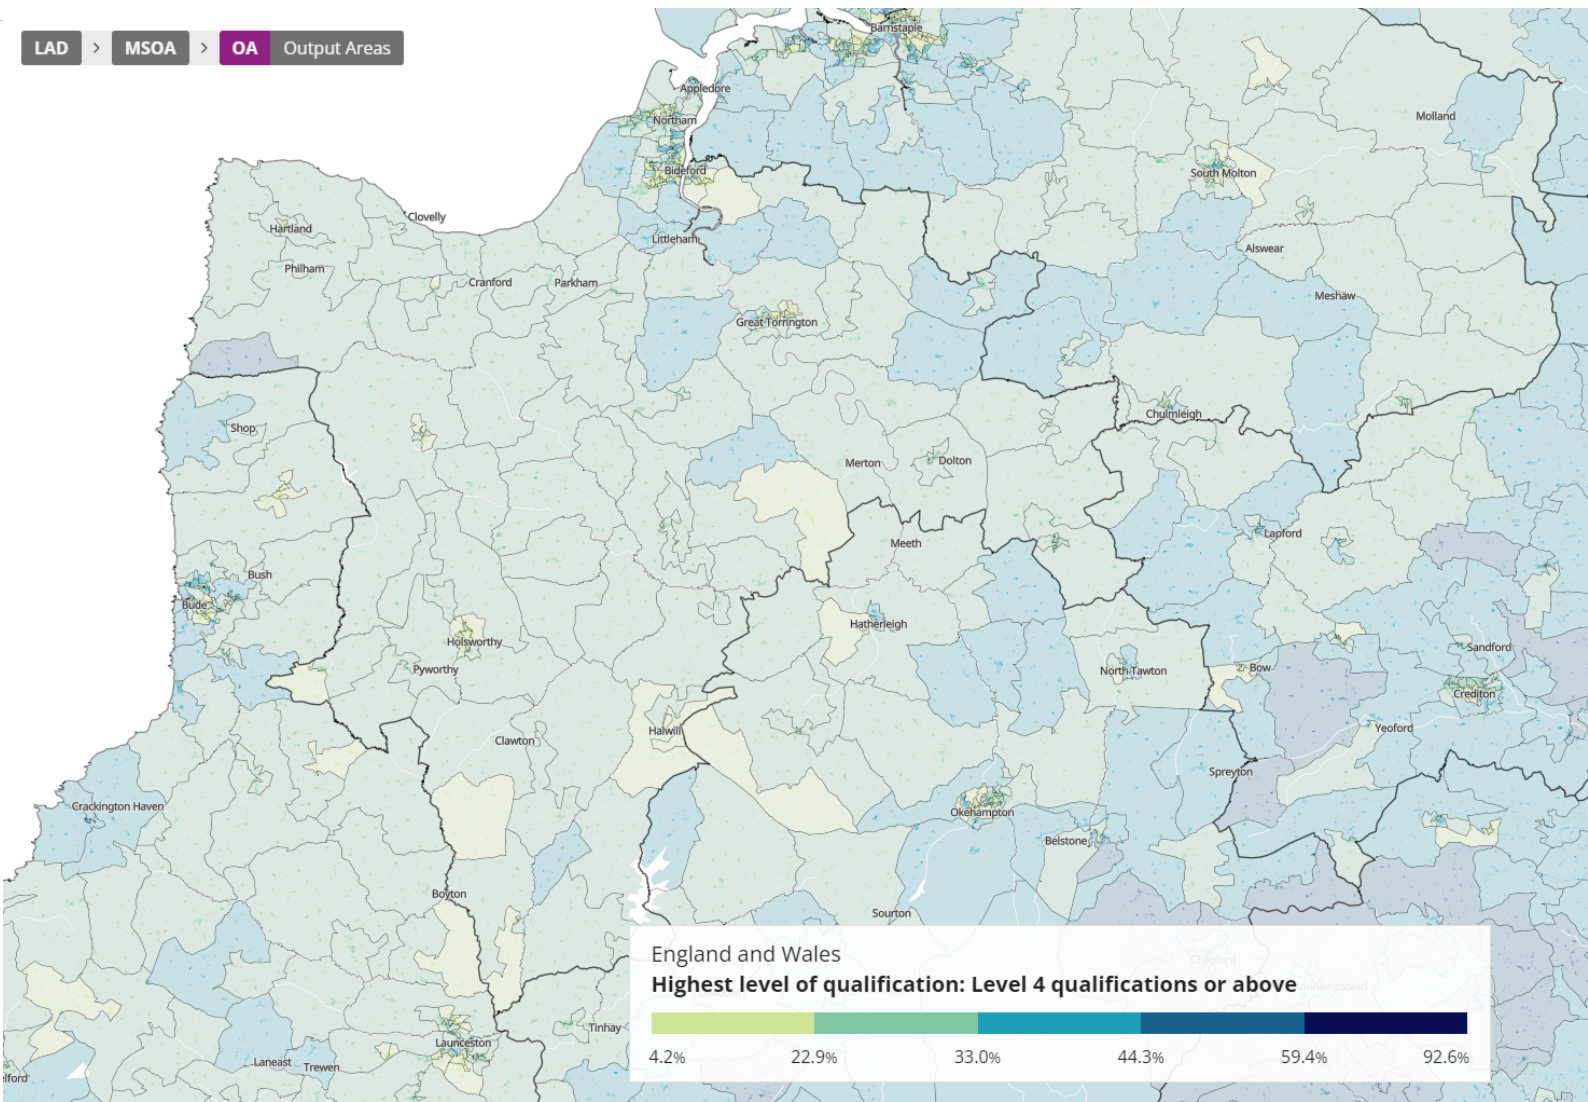 LAD > MSOA > OA Output Areas
Barnstaple
Appledore
Northam
Molland
Bideford
South Molton
Clovelly
Hartland
Littleham
Alswear
Philham
Cranford
Parkham
Meshaw
Great Torrington
Chulmleigh
Shop
Merton
Dolton
Lapford
Meeth
Bush
Bude
Hatherleigh
Holsworthy
Sandford
Pyworthy
North Tawton
Bow
Crediton
Halwill
Clawton
Yeoford
Spreyton
Crackington Haven
Okehampton
Belstone
Boyton
Sourton
England and Wales
Chagford
Highest level of qualification: Level 4 qualifications or above
Tinhay
Launceston
4.2% 22.9% 33.0% 44.3% 59.4% 92.6%
Laneast
Trewen
elford